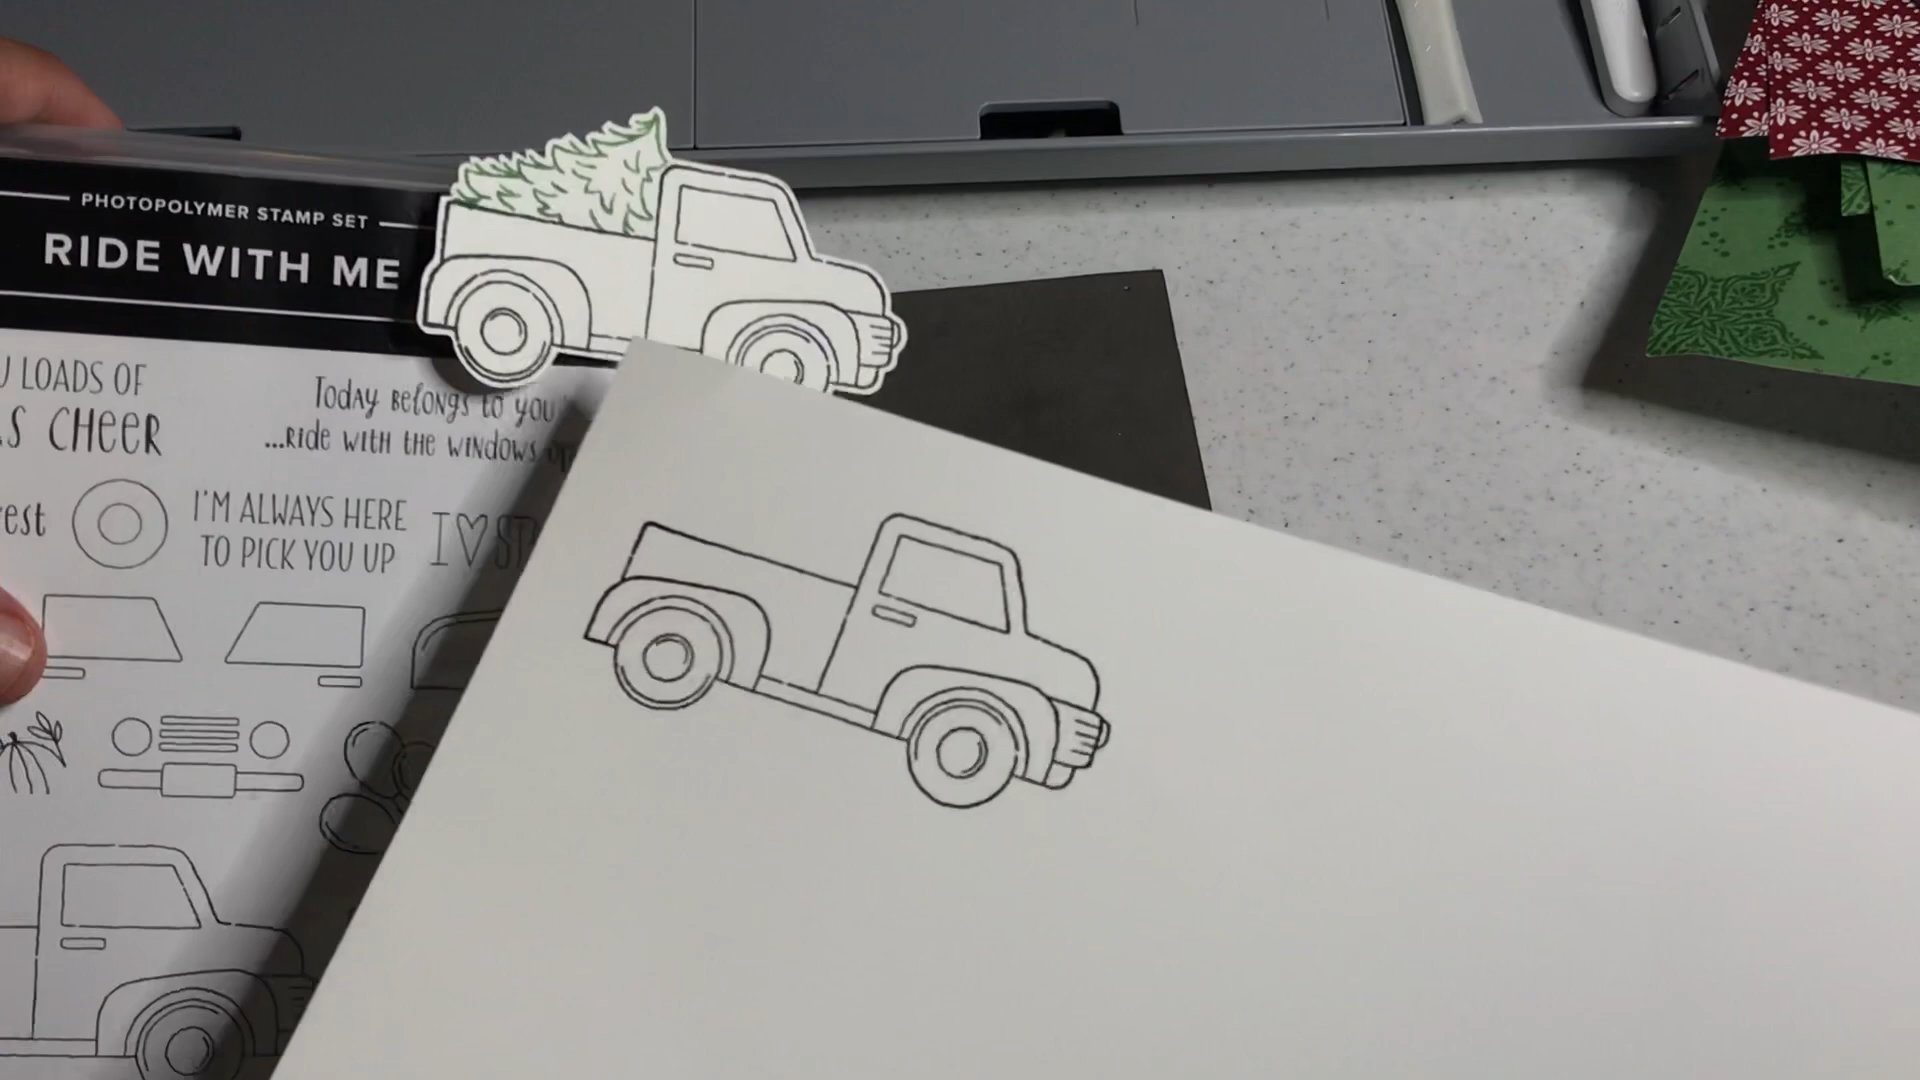 PHOTOPOLYMER STAMP SET
RIDE WITH ME
LOADS OF
CHEER
Today Belongs to you
...Ride with the windows
I'M ALWAYS HERE
TO PICK YOU UP
I ♡